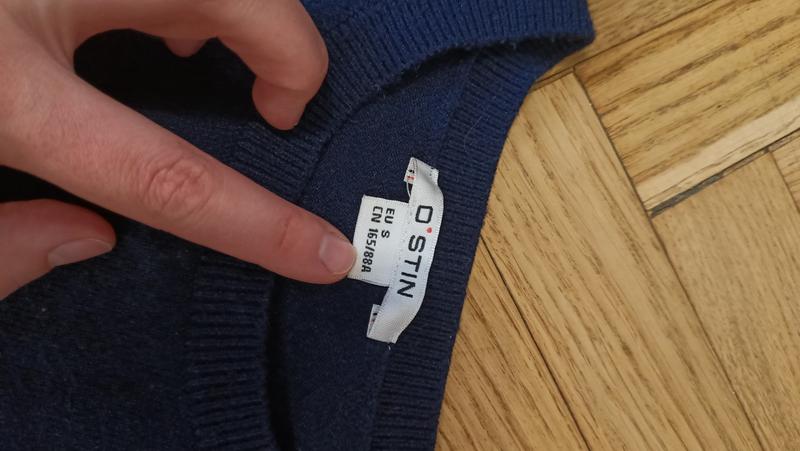 O'STIN
EU S
CN 165/88A